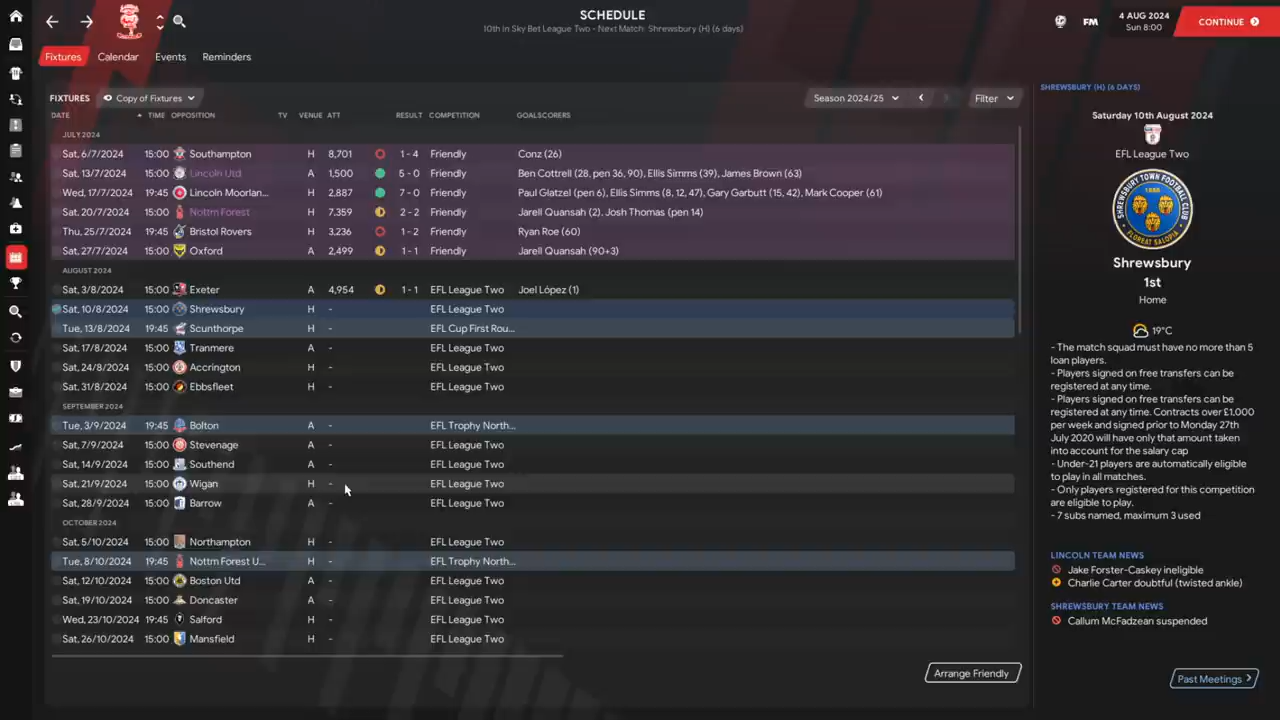 SCHEDULE
10th in Sky Bet League Two - Next Match: Shrewsbury (H) (6 days)
FM
4 AUG 2024
Sun 8:00
CONTINUE
Fixtures Calendar Events Reminders
FIXTURES Copy of Fixtures Season 2024/25 Filter
DATE TIME OPPOSITION TV VENUE ATT RESULT COMPETITION GOALSCORERS
JULY 2024
Sat, 6/7/2024 15:00 Southampton H 8,701 1 - 4 Friendly Conz (26)
Sat, 13/7/2024 15:00 Lincoln Utd A 1,500 5 - 0 Friendly Ben Cottrell (28, pen 36, 90), Ellis Simms (39), James Brown (63)
Wed, 17/7/2024 19:45 Lincoln Moorlan... H 2,887 7 - 0 Friendly Paul Glatzel (pen 6), Ellis Simms (8, 12, 47), Gary Garbutt (15, 42), Mark Cooper (61)
Sat, 20/7/2024 15:00 Nottm Forest H 7,359 2 - 2 Friendly Jarell Quansah (2), Josh Thomas (pen 14)
Thu, 25/7/2024 19:45 Bristol Rovers H 3,236 1 - 2 Friendly Ryan Roe (60)
Sat, 27/7/2024 15:00 Oxford A 2,499 1 - 1 Friendly Jarell Quansah (90+3)
AUGUST 2024
Sat, 3/8/2024 15:00 Exeter A 4,954 1 - 1 EFL League Two Joel López (1)
Sat, 10/8/2024 15:00 Shrewsbury H - EFL League Two
Tue, 13/8/2024 19:45 Scunthorpe H - EFL Cup First Rou...
Sat, 17/8/2024 15:00 Tranmere A - EFL League Two
Sat, 24/8/2024 15:00 Accrington H - EFL League Two
Sat, 31/8/2024 15:00 Ebbsfleet H - EFL League Two
SEPTEMBER 2024
Tue, 3/9/2024 19:45 Bolton A - EFL Trophy North...
Sat, 7/9/2024 15:00 Stevenage A - EFL League Two
Sat, 14/9/2024 15:00 Southend A - EFL League Two
Sat, 21/9/2024 15:00 Wigan H - EFL League Two
Sat, 28/9/2024 15:00 Barrow A - EFL League Two
OCTOBER 2024
Sat, 5/10/2024 15:00 Northampton H - EFL League Two
Tue, 8/10/2024 19:45 Nottm Forest U... H - EFL Trophy North...
Sat, 12/10/2024 15:00 Boston Utd A - EFL League Two
Sat, 19/10/2024 15:00 Doncaster A - EFL League Two
Wed, 23/10/2024 19:45 Salford H - EFL League Two
Sat, 26/10/2024 15:00 Mansfield H - EFL League Two
Arrange Friendly
SHREWSBURY (H) (6 DAYS)
Saturday 10th August 2024
EFL League Two
SHREWSBURY TOWN FOOTBALL CLUB
1886
FLOREAT SALOPIA
Shrewsbury
1st
Home
19°C
- The match squad must have no more than 5
loan players.
- Players signed on free transfers can be
registered at any time.
- Players signed on free transfers can be
registered at any time. Contracts over £1,000
per week and signed prior to Monday 27th
July 2020 will have only that amount taken
into account for the salary cap
- Under-21 players are automatically eligible
to play in all matches.
- Only players registered for this competition
are eligible to play.
- 7 subs named, maximum 3 used
LINCOLN TEAM NEWS
Jake Forster-Caskey ineligible
Charlie Carter doubtful (twisted ankle)
SHREWSBURY TEAM NEWS
Callum McFadzean suspended
Past Meetings